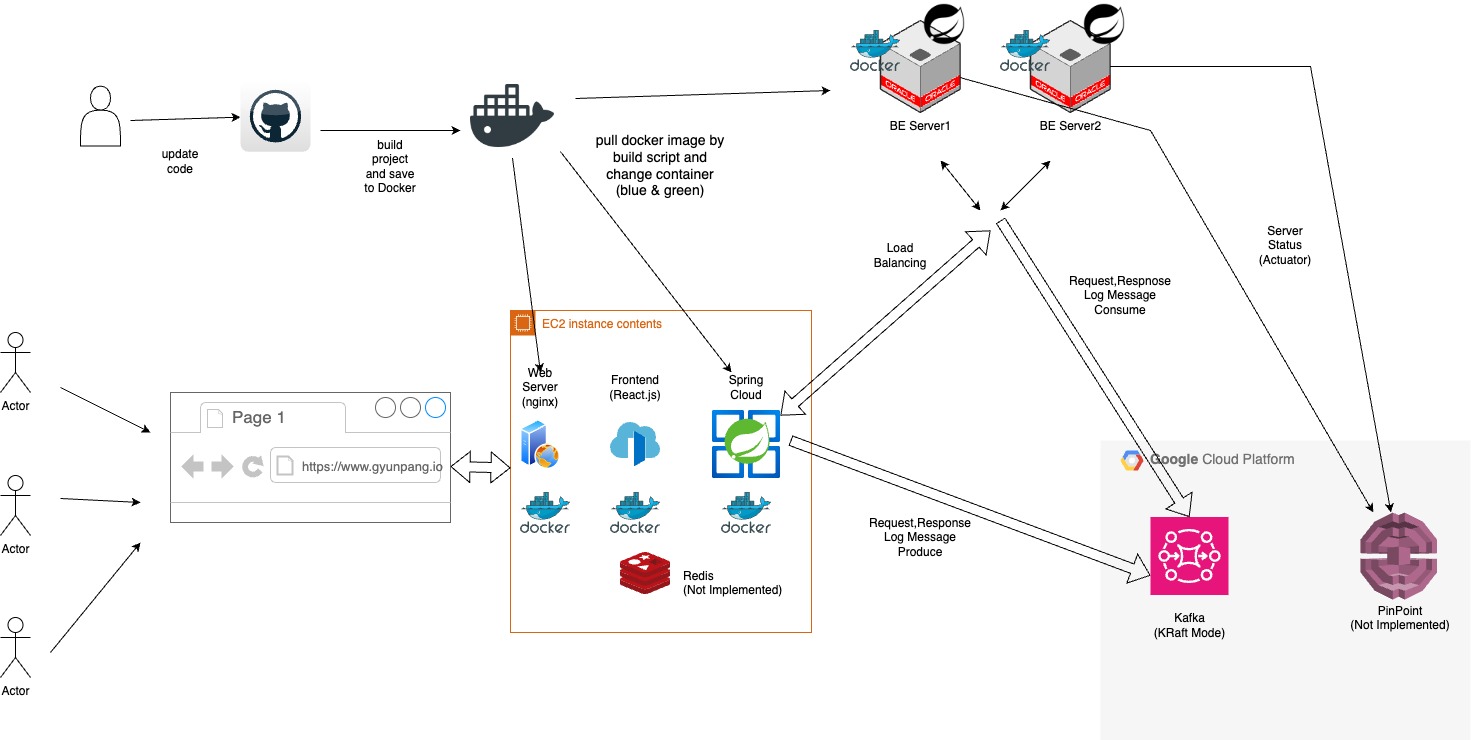 docker
docker
ORACLE
ORACLE
ORACLE
ORACLE
BE Server1
BE Server2
update
code
build
project
and save
to Docker
pull docker image by
build script and
change container
(blue & green)
Load
Balancing
Server
Status
(Actuator)
Request,Respnose
Log Message
Consume
EC2 instance contents
Web
Server
(nginx)
Frontend
(React.js)
Spring
Cloud
Actor
Actor
Actor
Page 1
https://www.gyunpang.io
docker
docker
docker
Redis
(Not Implemented)
Request,Response
Log Message
Produce
Google Cloud Platform
Kafka
(KRaft Mode)
PinPoint
(Not Implemented)